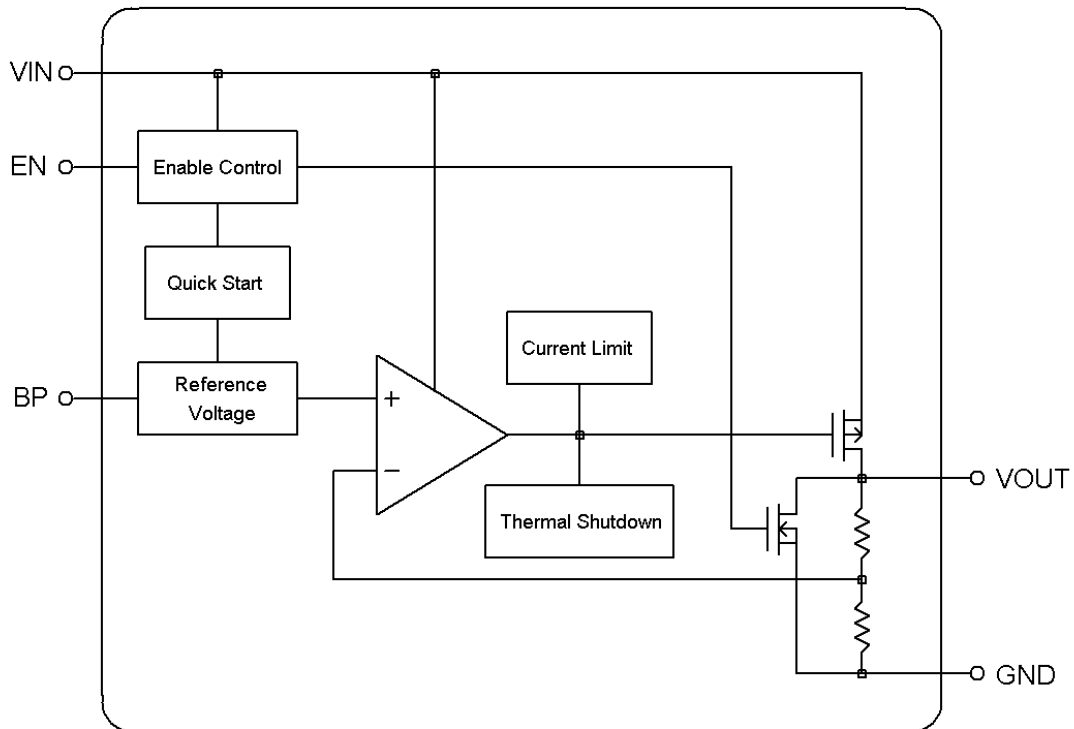 VIN
EN
Enable Control
Quick Start
Current Limit
BP
Reference
Voltage
+
−
VOUT
Thermal Shutdown
GND